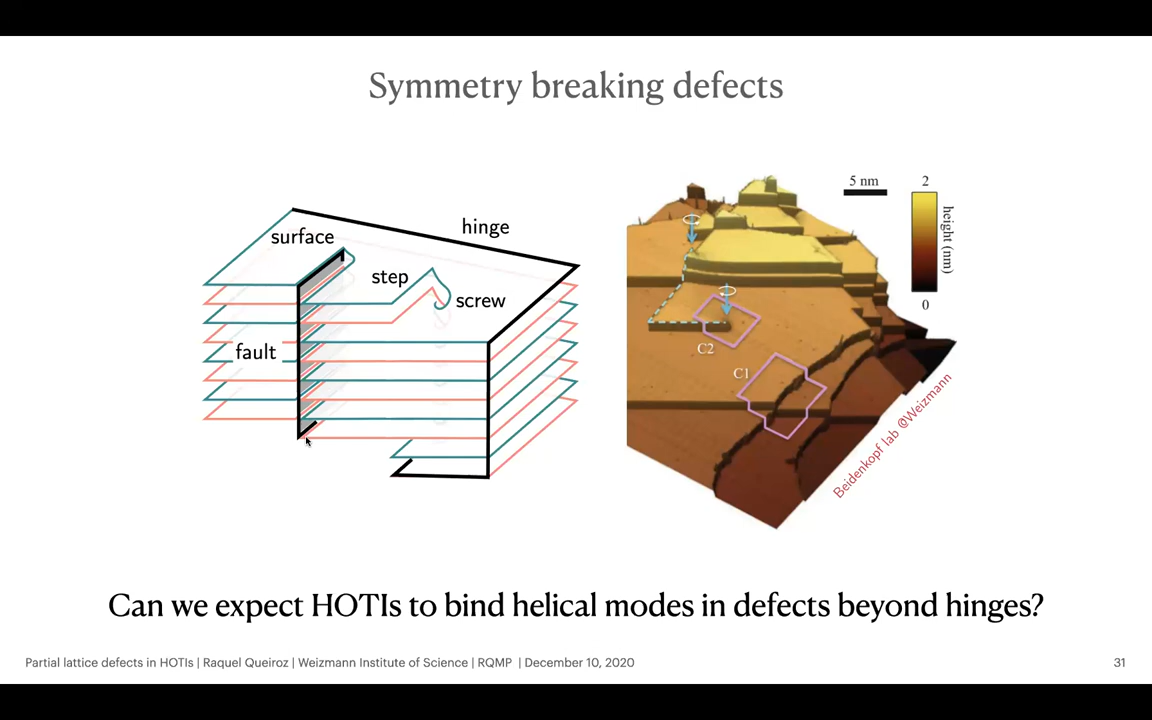 Symmetry breaking defects
surface
hinge
step
screw
fault
5 nm
2
height (nm)
0
C2
C1
Beidenkopf lab @Weizmann
Can we expect HOTIs to bind helical modes in defects beyond hinges?
Partial lattice defects in HOTIs | Raquel Queiroz | Weizmann Institute of Science | RQMP | December 10, 2020
31